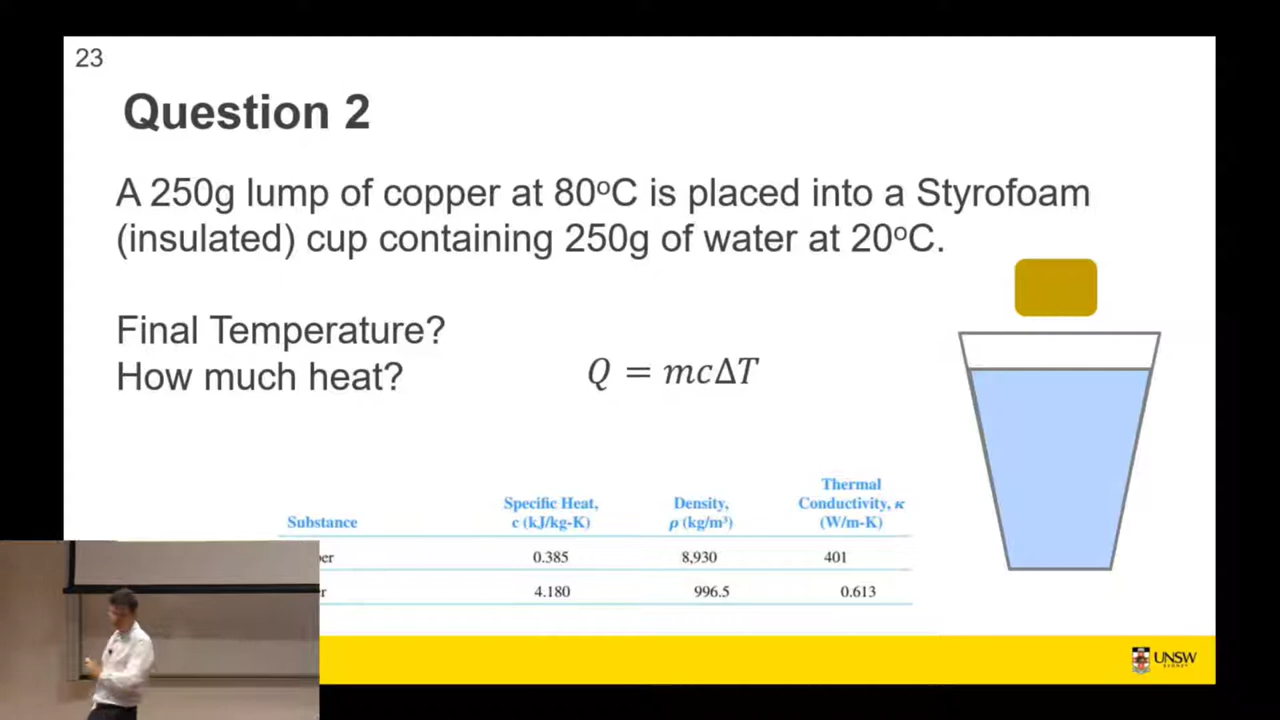 23
Question 2
A 250g lump of copper at 80ºC is placed into a Styrofoam
(insulated) cup containing 250g of water at 20ºC.
Final Temperature?
How much heat?
Q = mcΔT
Substance Specific Heat, c (kJ/kg-K) Density, ρ (kg/m³) Thermal Conductivity, κ (W/m-K)
per 0.385 8,930 401
r 4.180 996.5 0.613
UNSW
SYDNEY